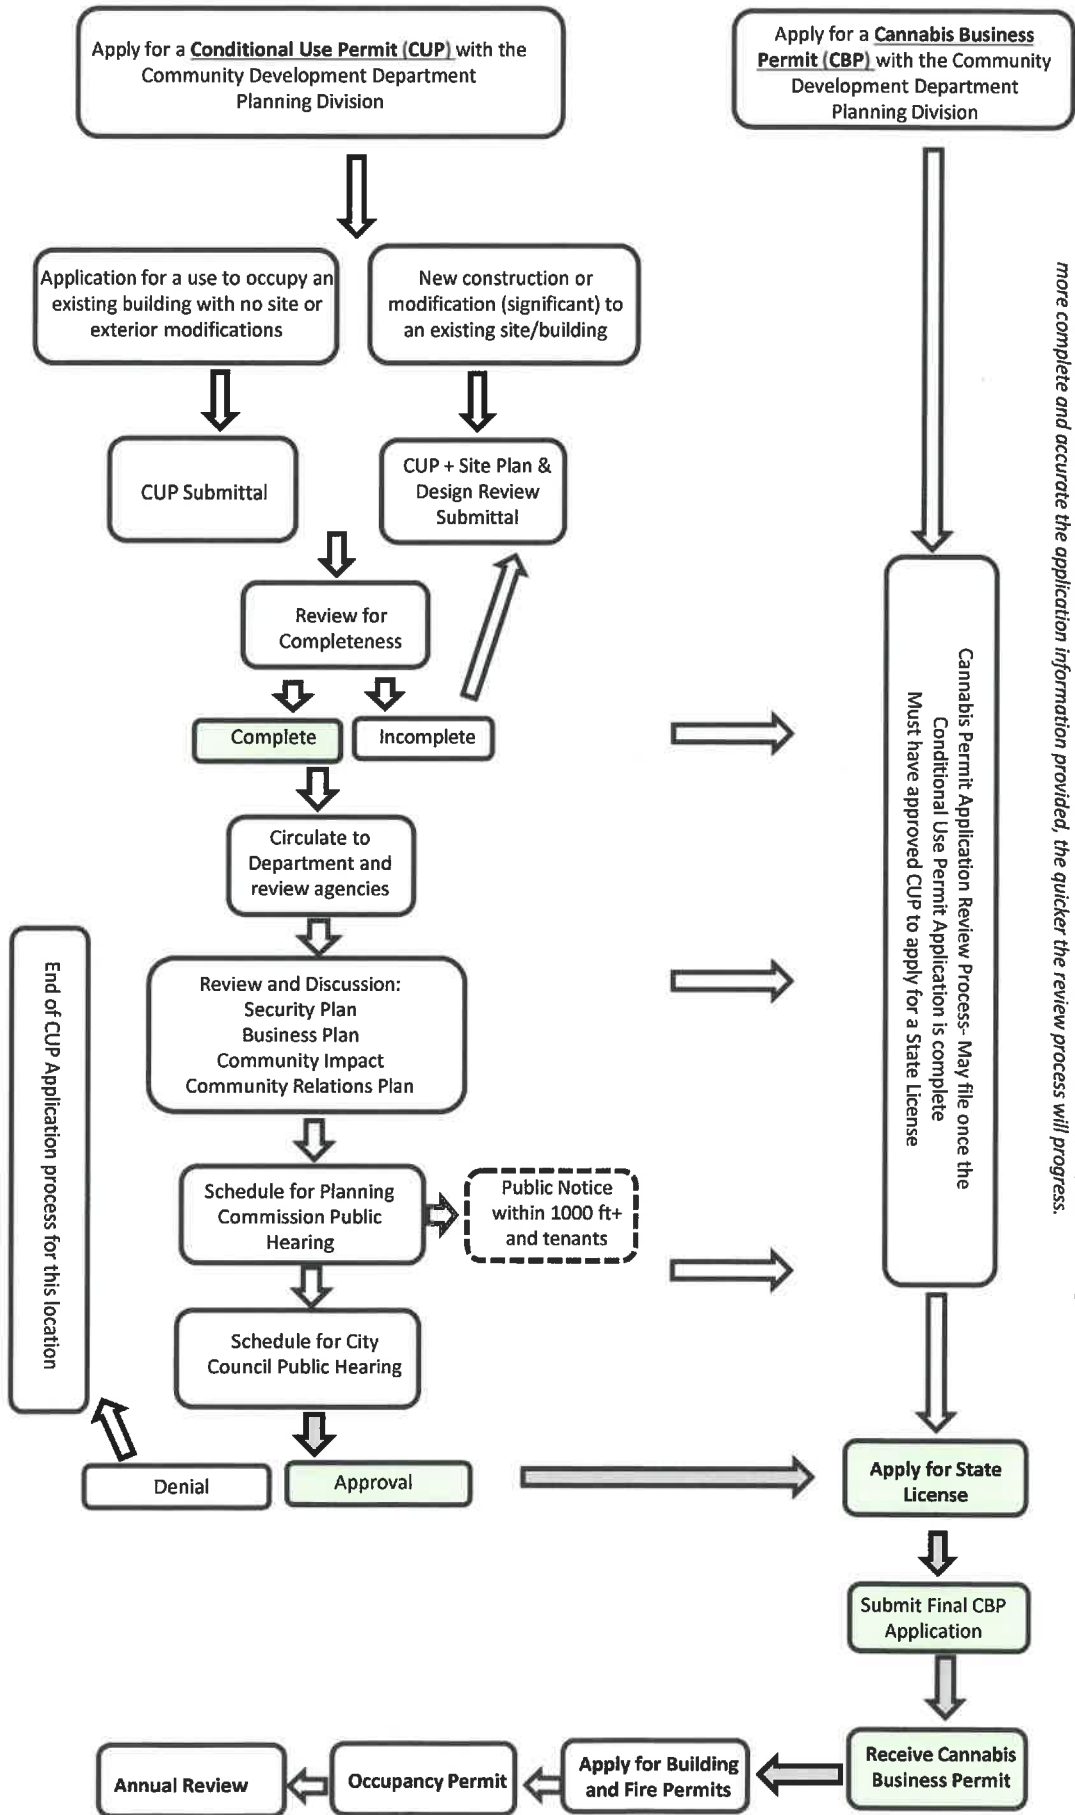 Apply for a Conditional Use Permit (CUP) with the
Community Development Department
Planning Division
Apply for a Cannabis Business
Permit (CBP) with the Community
Development Department
Planning Division
Application for a use to occupy an
existing building with no site or
exterior modifications
New construction or
modification (significant) to
an existing site/building
CUP Submittal
CUP + Site Plan &
Design Review
Submittal
Review for
Completeness
Complete
Incomplete
Circulate to
Department and
review agencies
Review and Discussion:
Security Plan
Business Plan
Community Impact
Community Relations Plan
Schedule for Planning
Commission Public
Hearing
Public Notice
within 1000 ft+
and tenants
Schedule for City
Council Public Hearing
Denial
Approval
End of CUP Application process for this location
Cannabis Permit Application Review Process- May file once the
Conditional Use Permit Application is complete
Must have approved CUP to apply for a State License
more complete and accurate the application information provided, the quicker the review process will progress.
Apply for State
License
Submit Final CBP
Application
Receive Cannabis
Business Permit
Apply for Building
and Fire Permits
Occupancy Permit
Annual Review